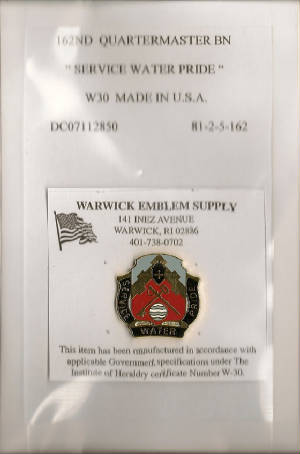 162ND QUARTERMASTER BN
" SERVICE WATER PRIDE "
W30 MADE IN U.S.A.
DC07112850 81-2-5-162
WARWICK EMBLEM SUPPLY
141 INEZ AVENUE
WARWICK, RI 02886
401-738-0702
SERVICE WATER PRIDE
This item has been manufactured in accordance with
applicable Government specifications under The
Institute of Heraldry certificate Number W-30.